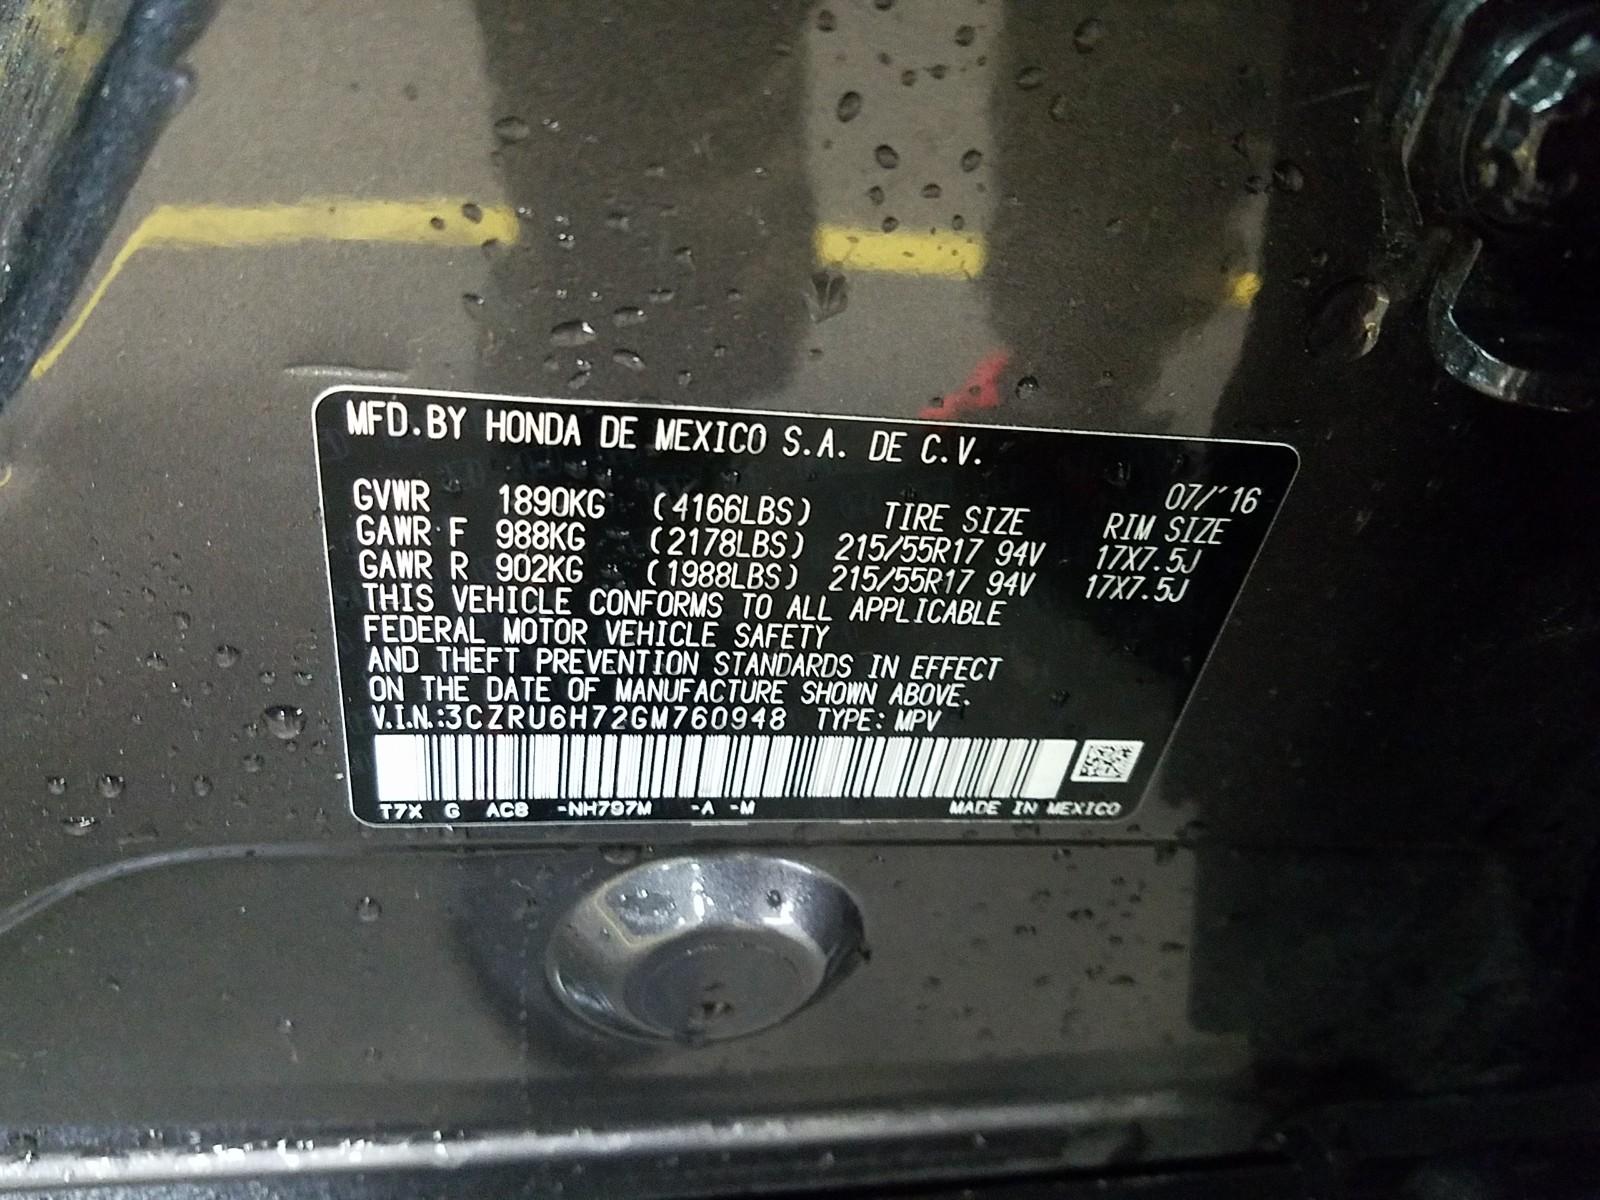 MFD.BY HONDA DE MEXICO S.A. DE C.V.
07/'16
GVWR 1890KG (4166LBS) TIRE SIZE RIM SIZE
GAWR F 988KG (2178LBS) 215/55R17 94V 17X7.5J
GAWR R 902KG (1988LBS) 215/55R17 94V 17X7.5J
THIS VEHICLE CONFORMS TO ALL APPLICABLE
FEDERAL MOTOR VEHICLE SAFETY
AND THEFT PREVENTION STANDARDS IN EFFECT
ON THE DATE OF MANUFACTURE SHOWN ABOVE.
V.I.N.:3CZRU6H72GM760948 TYPE: MPV
T7X G AC8 -NH797M -A -M MADE IN MEXICO